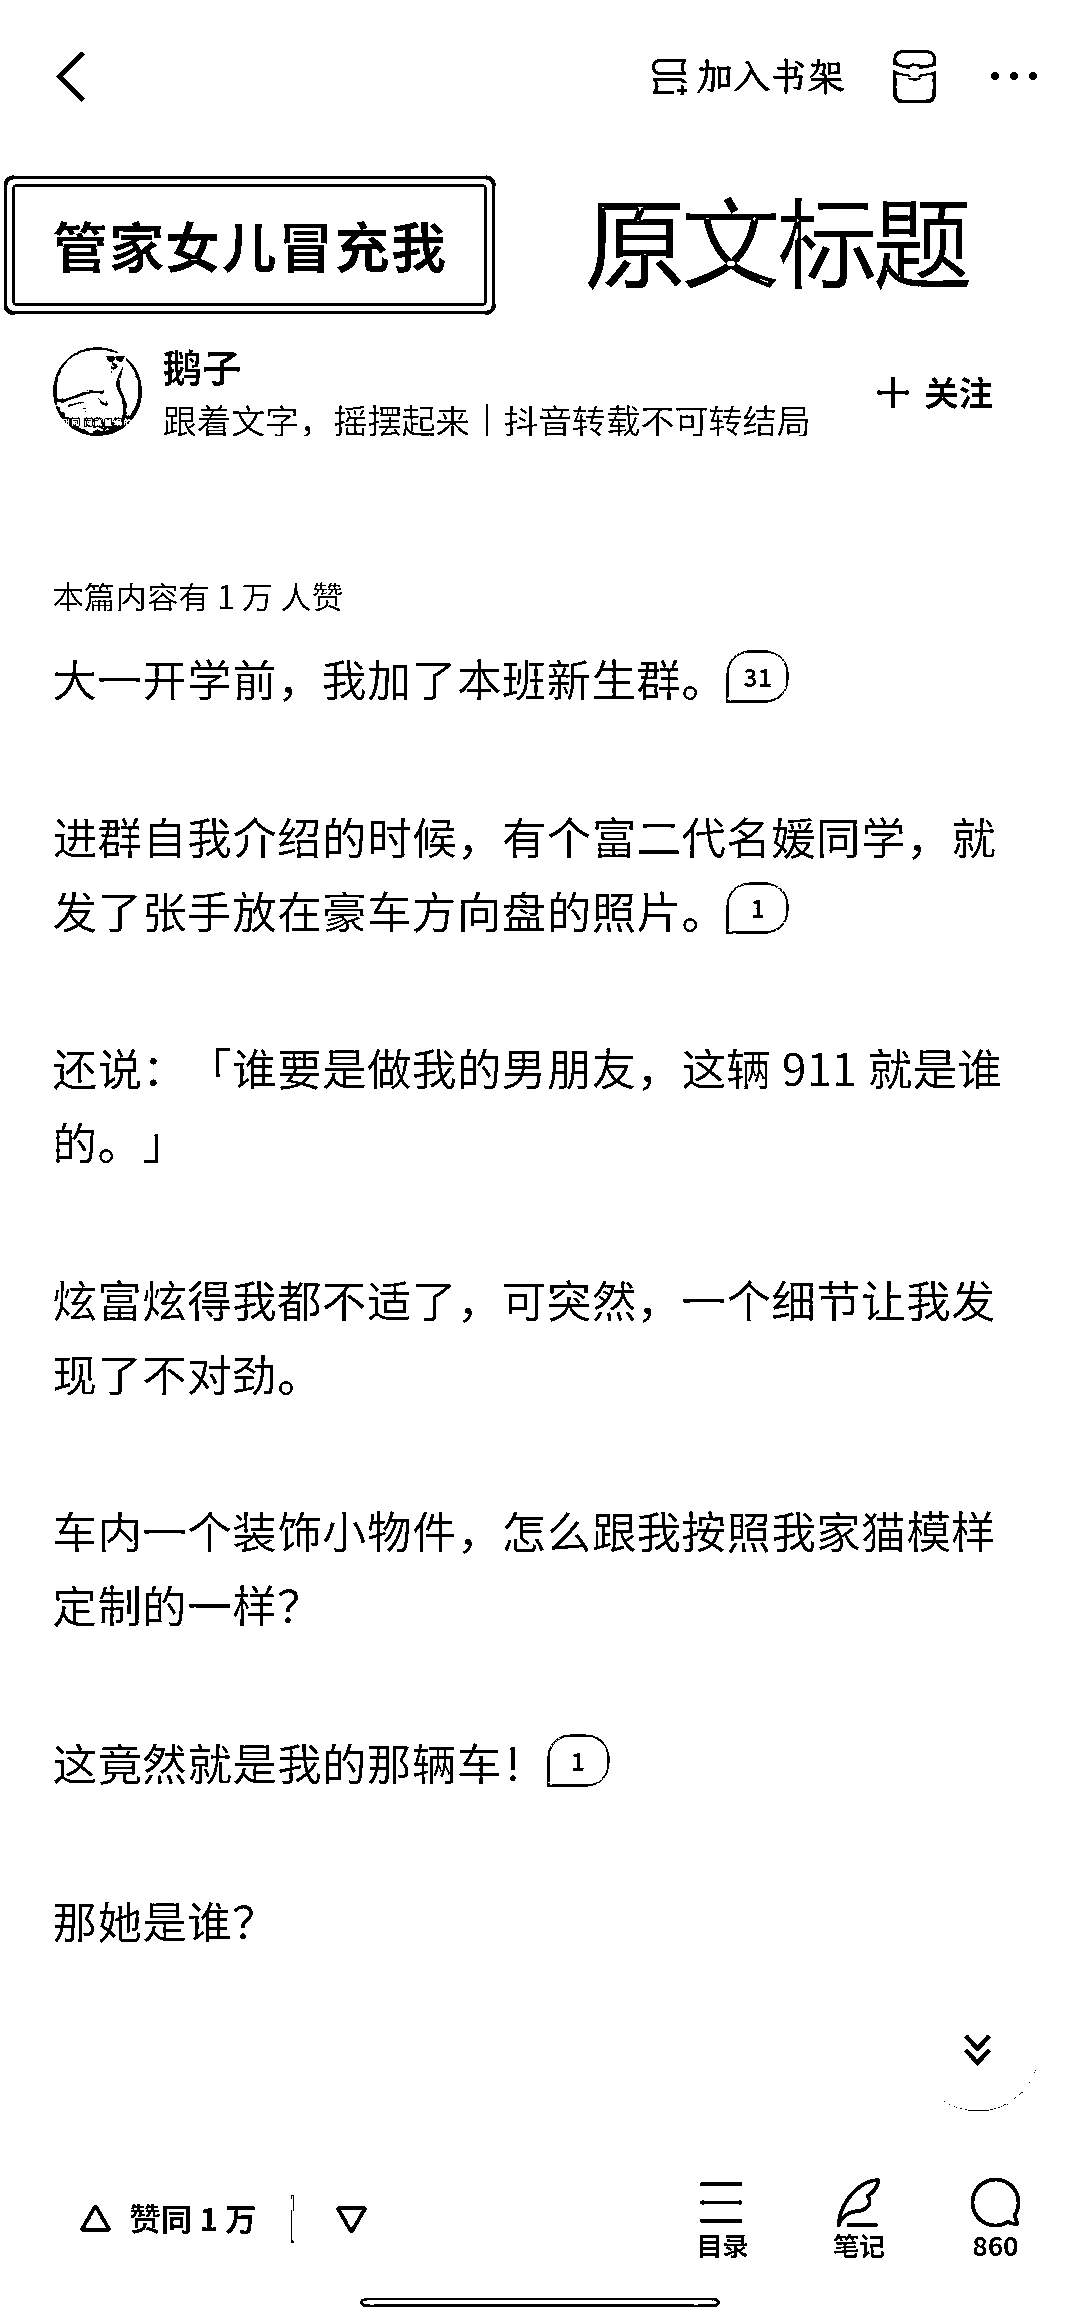 加入书架
管家女儿冒充我
原文标题
鹅子
跟着文字，摇摆起来｜抖音转载不可转结局
+ 关注
本篇内容有 1 万 人赞
大一开学前，我加了本班新生群。 31
进群自我介绍的时候，有个富二代名媛同学，就
发了张手放在豪车方向盘的照片。 1
还说：「谁要是做我的男朋友，这辆 911 就是谁
的。」
炫富炫得我都不适了，可突然，一个细节让我发
现了不对劲。
车内一个装饰小物件，怎么跟我按照我家猫模样
定制的一样？
这竟然就是我的那辆车！ 1
那她是谁？
赞同 1 万
目录
笔记
860